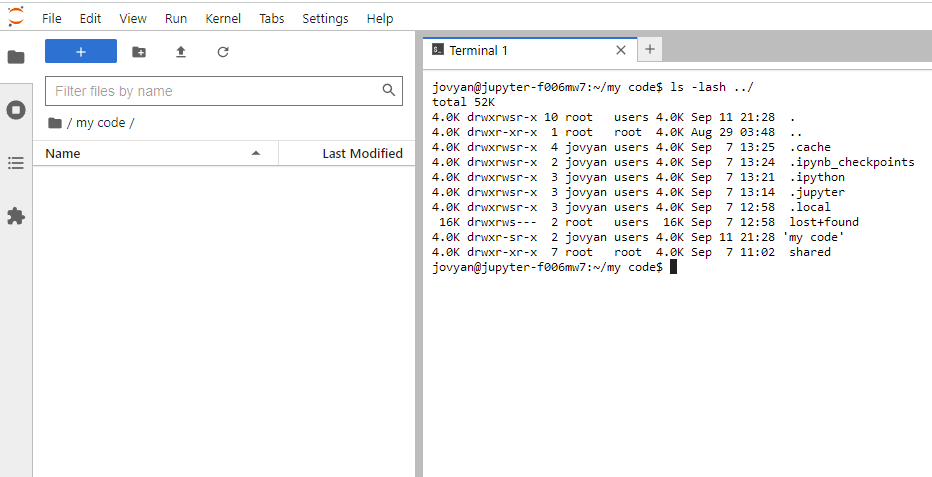 File Edit View Run Kernel Tabs Settings Help
Filter files by name
/ my code /
Name Last Modified
Terminal 1
jovyan@jupyter-f006mw7:~/my code$ ls -lash ../
total 52K
4.0K drwxrwsr-x 10 root   users 4.0K Sep 11 21:28  .
4.0K drwxr-xr-x  1 root   root  4.0K Aug 29 03:48  ..
4.0K drwxrwsr-x  4 jovyan users 4.0K Sep  7 13:25  .cache
4.0K drwxrwsr-x  2 jovyan users 4.0K Sep  7 13:24  .ipynb_checkpoints
4.0K drwxrwsr-x  3 jovyan users 4.0K Sep  7 13:21  .ipython
4.0K drwxrwsr-x  3 jovyan users 4.0K Sep  7 13:14  .jupyter
4.0K drwxrwsr-x  3 jovyan users 4.0K Sep  7 12:58  .local
 16K drwxrws---  2 root   users  16K Sep  7 12:58  lost+found
4.0K drwxr-sr-x  2 jovyan users 4.0K Sep 11 21:28 'my code'
4.0K drwxr-xr-x  7 root   root  4.0K Sep  7 11:02  shared
jovyan@jupyter-f006mw7:~/my code$